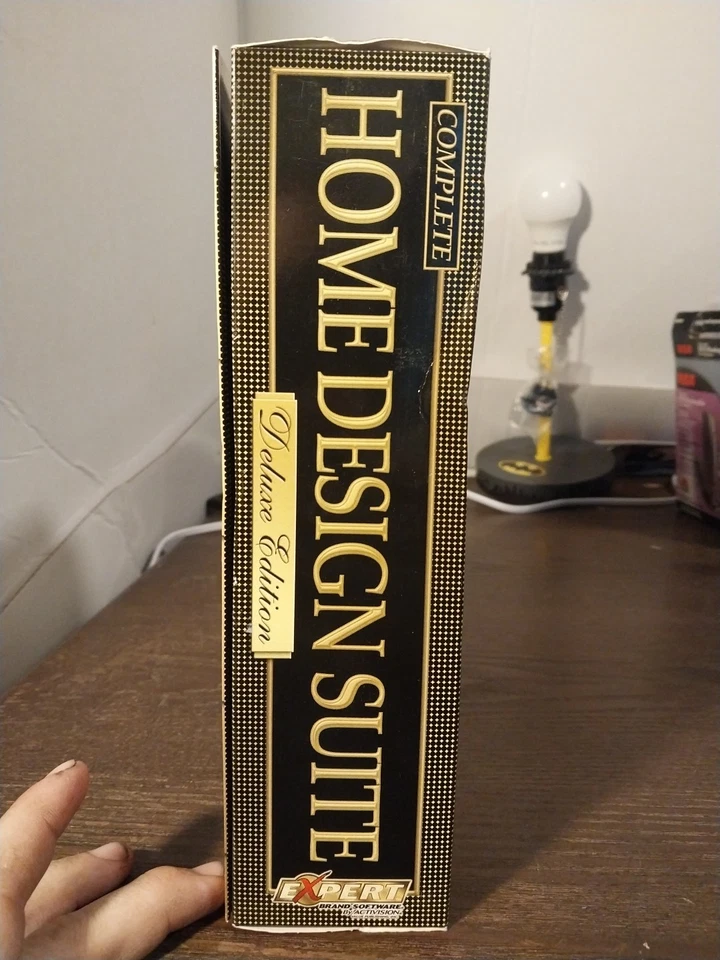 COMPLETE
HOME DESIGN SUITE
Deluxe Edition
EXPERT
BRAND SOFTWARE
By ACTIVISION